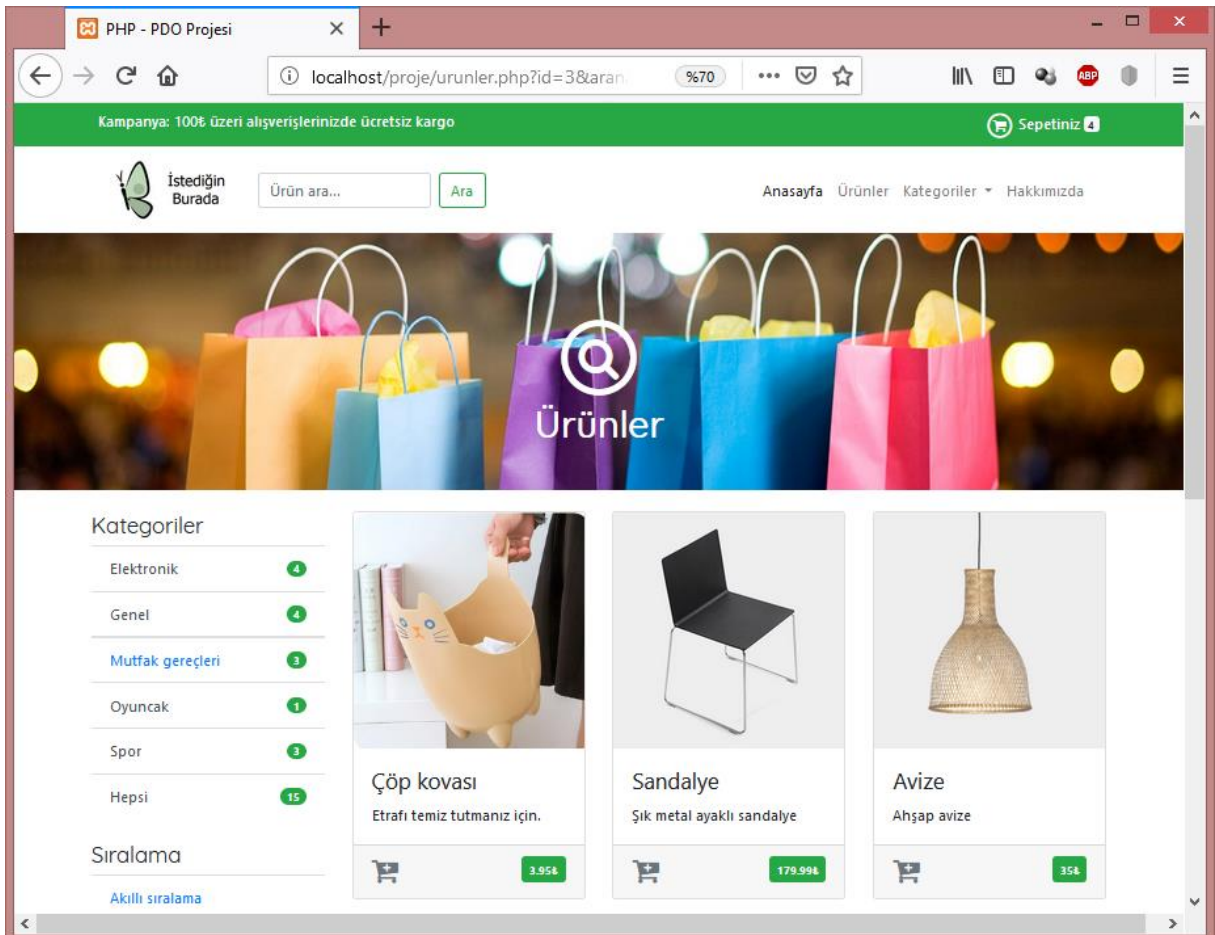 PHP - PDO Projesi
localhost/proje/urunler.php?id=3&aran
%70
ABP
Kampanya: 100₺ üzeri alışverişlerinizde ücretsiz kargo
Sepetiniz 4
İstediğin
Burada
Ürün ara...
Ara
Anasayfa Ürünler Kategoriler Hakkımızda
Ürünler
Kategoriler
Elektronik 4
Genel 4
Mutfak gereçleri 3
Oyuncak 1
Spor 3
Hepsi 15
Sıralama
Akıllı sıralama
Çöp kovası
Etrafı temiz tutmanız için.
3.95₺
Sandalye
Şık metal ayaklı sandalye
179.99₺
Avize
Ahşap avize
35₺